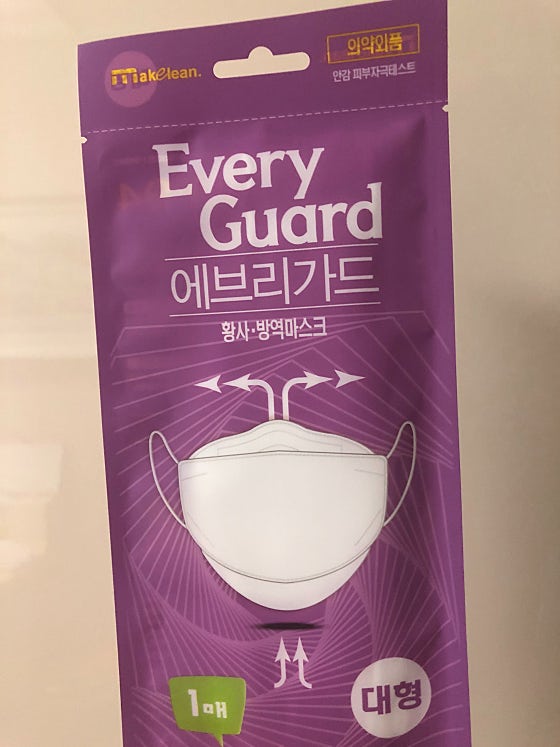 makelean.
의약외품
안감 피부자극테스트
Every
Guard
에브리가드
황사·방역마스크
1매
대형